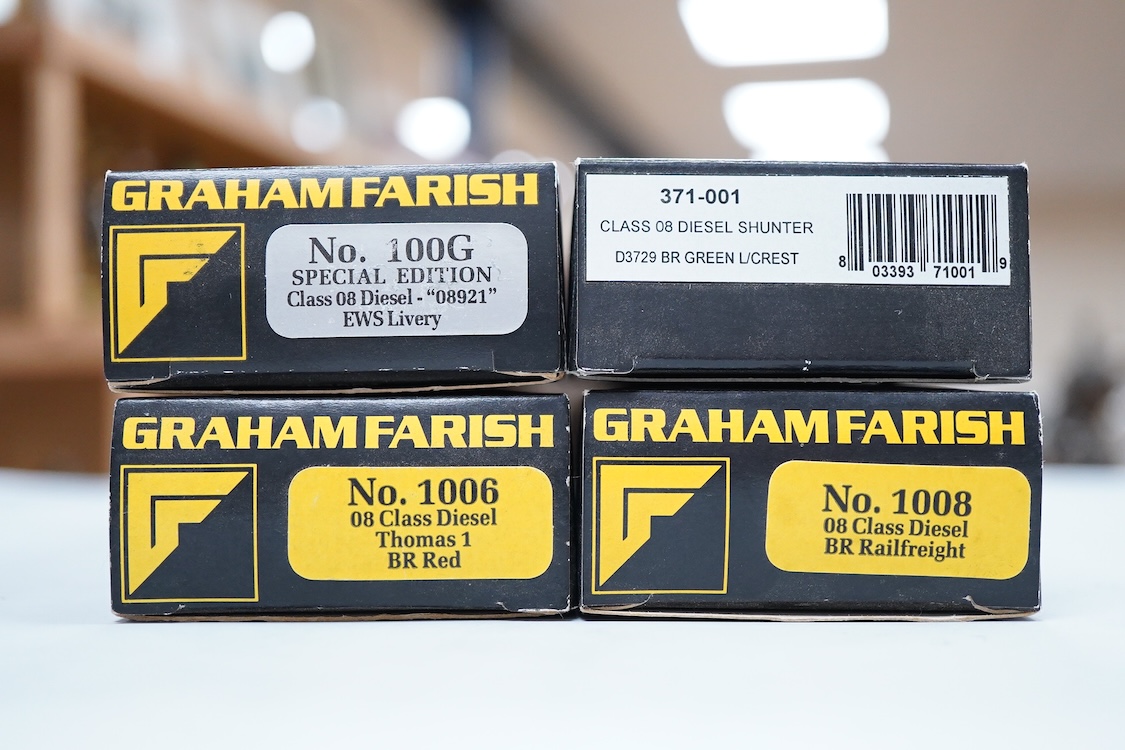 GRAHAM FARISH
No. 100G
SPECIAL EDITION
Class 08 Diesel - “08921”
EWS Livery
371-001
CLASS 08 DIESEL SHUNTER
D3729 BR GREEN L/CREST
8 03393 71001 9
GRAHAM FARISH
No. 1006
08 Class Diesel
Thomas 1
BR Red
GRAHAM FARISH
No. 1008
08 Class Diesel
BR Railfreight